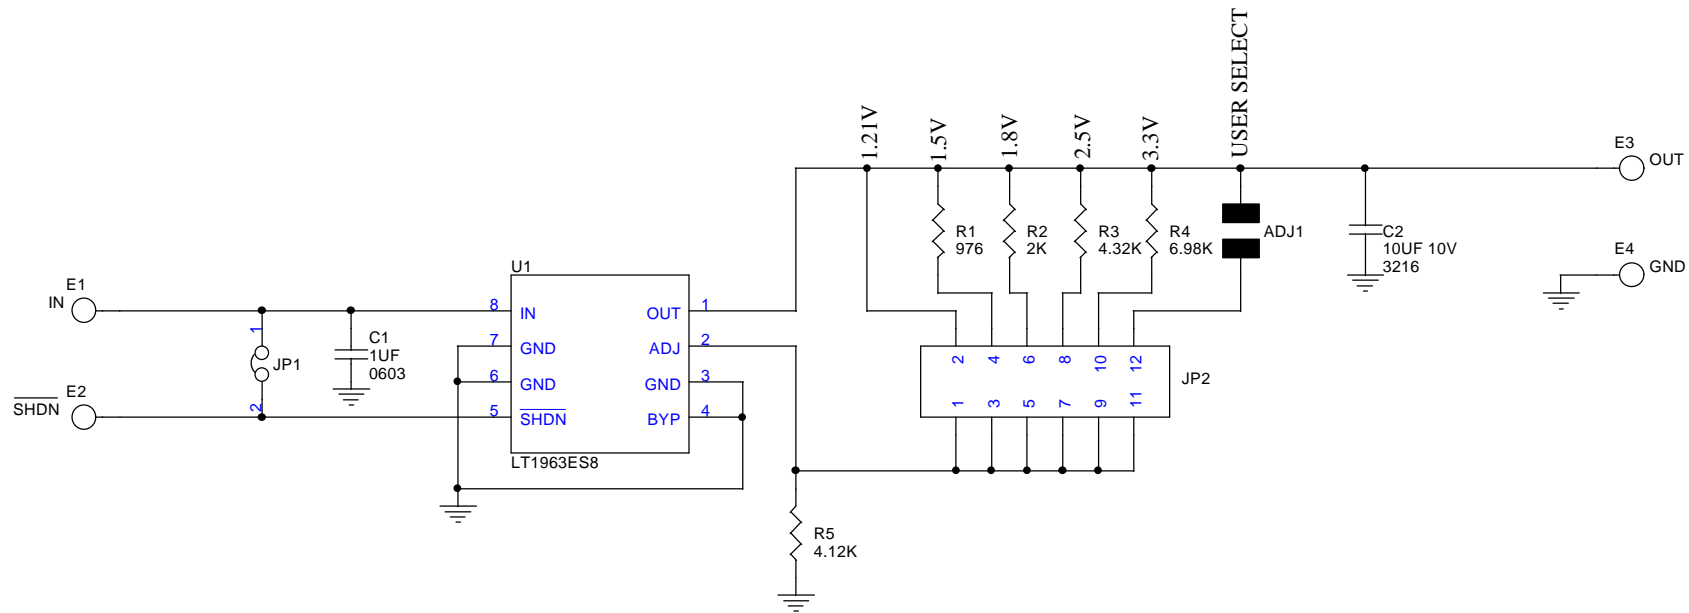 USER SELECT
1.21V
1.5V
1.8V
2.5V
3.3V
E3
OUT
R1
976
R2
2K
R3
4.32K
R4
6.98K
ADJ1
C2
10UF 10V
3216
E4
GND
E1
IN
U1
8
IN
OUT
1
7
GND
ADJ
2
6
GND
GND
3
5
SHDN
BYP
4
LT1963ES8
1
JP1
2
C1
1UF
0603
E2
SHDN
2
4
6
8
10
12
JP2
1
3
5
7
9
11
R5
4.12K